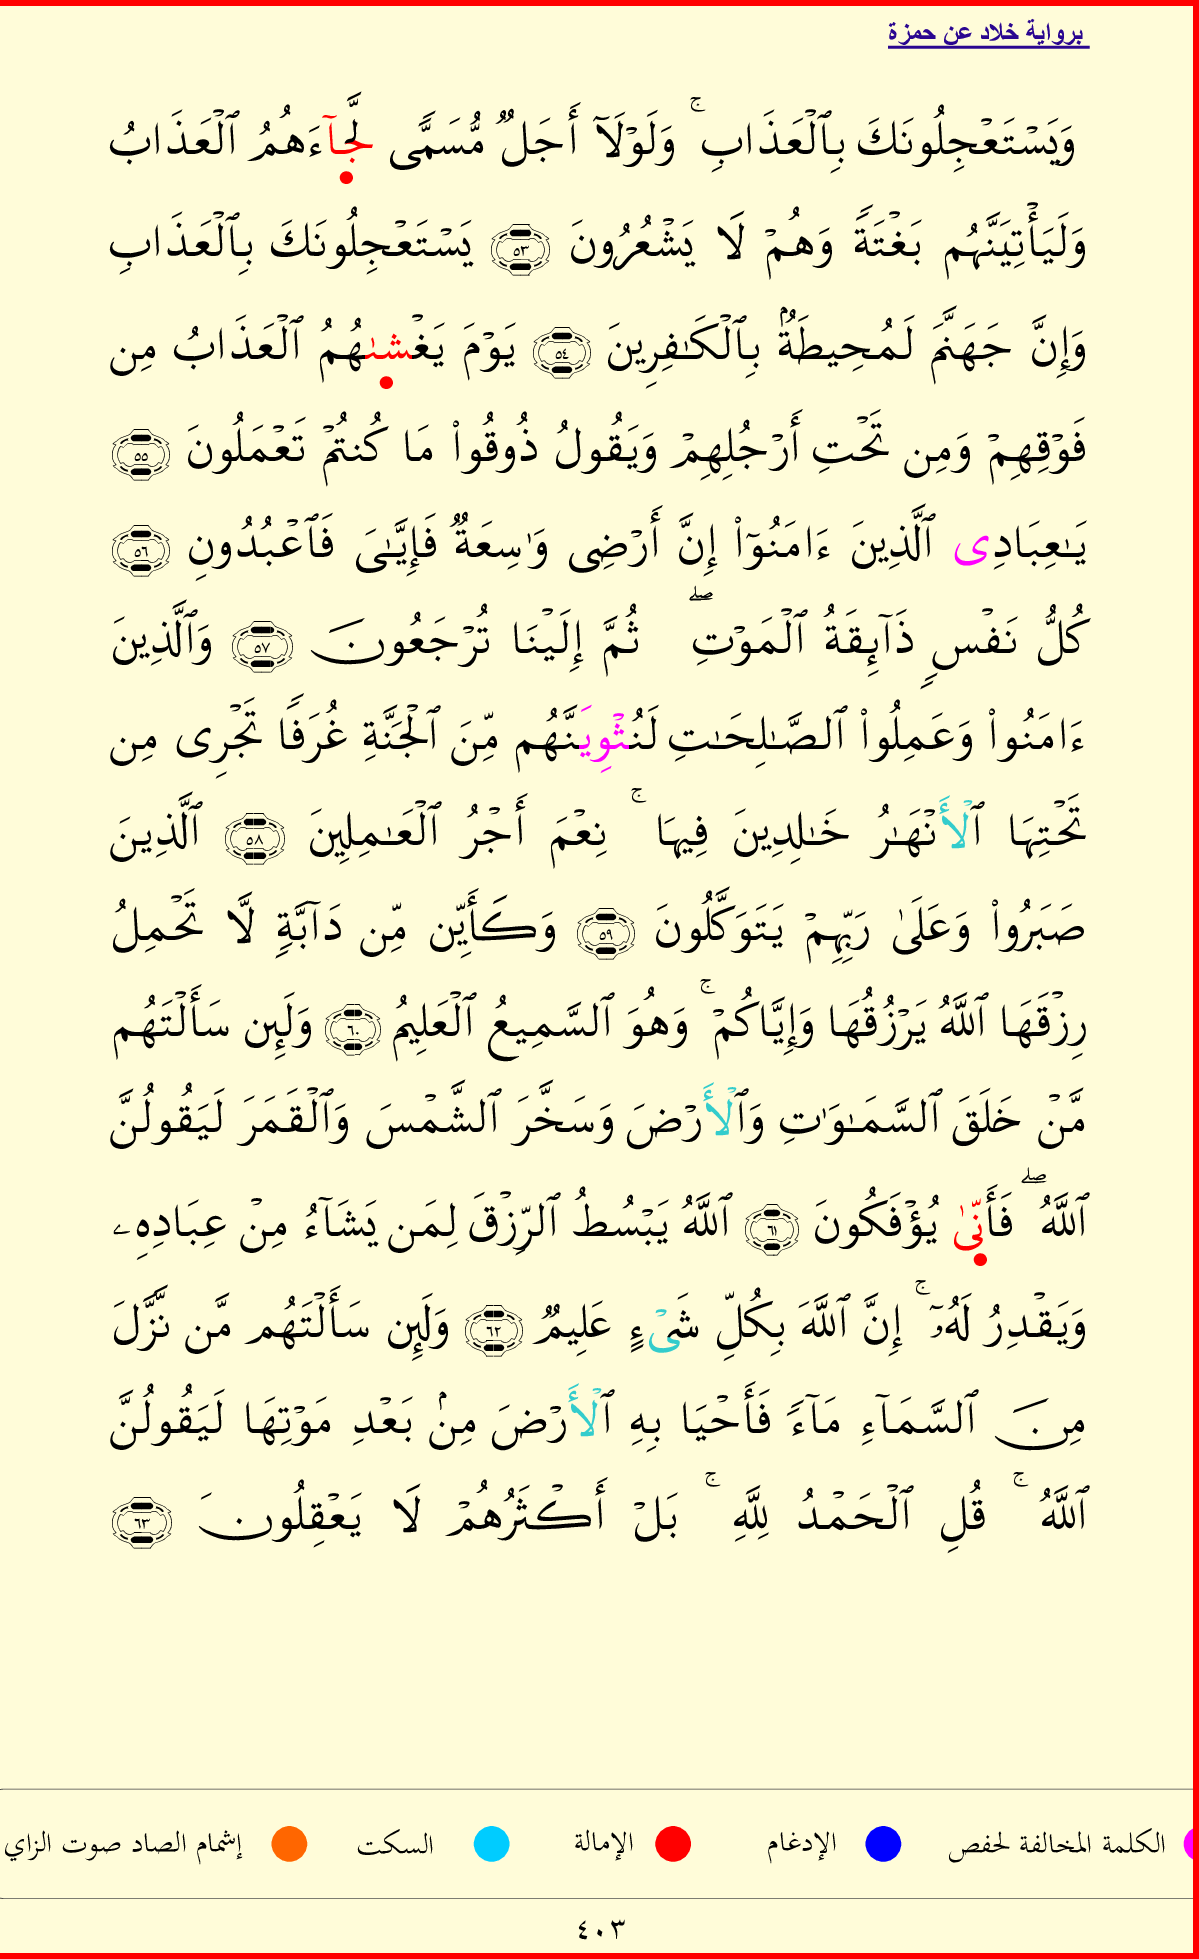 برواية خلاد عن حمزة
وَيَسْتَعْجِلُونَكَ بِٱلْعَذَابِ ۚ وَلَوْلَآ أَجَلٌ مُّسَمًّى لَّجَآءَهُمُ ٱلْعَذَابُ
وَلَيَأْتِيَنَّهُم بَغْتَةً وَهُمْ لَا يَشْعُرُونَ ٥٣ يَسْتَعْجِلُونَكَ بِٱلْعَذَابِ
وَإِنَّ جَهَنَّمَ لَمُحِيطَةٌۢ بِٱلْكَـٰفِرِينَ ٥٤ يَوْمَ يَغْشىٰهُمُ ٱلْعَذَابُ مِن
فَوْقِهِمْ وَمِن تَحْتِ أَرْجُلِهِمْ وَيَقُولُ ذُوقُوا۟ مَا كُنتُمْ تَعْمَلُونَ ٥٥
يَـٰعِبَادِى ٱلَّذِينَ ءَامَنُوٓا۟ إِنَّ أَرْضِى وَٰسِعَةٌ فَإِيَّـٰىَ فَٱعْبُدُونِ ٥٦
كُلُّ نَفْسٍ ذَآئِقَةُ ٱلْمَوْتِ ۖ ثُمَّ إِلَيْنَا تُرْجَعُونَ ٥٧ وَٱلَّذِينَ
ءَامَنُوا۟ وَعَمِلُوا۟ ٱلصَّـٰلِحَـٰتِ لَنُثْوِيَنَّهُم مِّنَ ٱلْجَنَّةِ غُرَفًا تَجْرِى مِن
تَحْتِهَا ٱلْأَنْهَـٰرُ خَـٰلِدِينَ فِيهَا ۚ نِعْمَ أَجْرُ ٱلْعَـٰمِلِينَ ٥٨ ٱلَّذِينَ
صَبَرُوا۟ وَعَلَىٰ رَبِّهِمْ يَتَوَكَّلُونَ ٥٩ وَكَأَيِّن مِّن دَآبَّةٍ لَّا تَحْمِلُ
رِزْقَهَا ٱللَّهُ يَرْزُقُهَا وَإِيَّاكُمْ ۚ وَهُوَ ٱلسَّمِيعُ ٱلْعَلِيمُ ٦٠ وَلَئِن سَأَلْتَهُم
مَّنْ خَلَقَ ٱلسَّمَـٰوَٰتِ وَٱلْأَرْضَ وَسَخَّرَ ٱلشَّمْسَ وَٱلْقَمَرَ لَيَقُولُنَّ
ٱللَّهُ ۖ فَأَنّىٰ يُؤْفَكُونَ ٦١ ٱللَّهُ يَبْسُطُ ٱلرِّزْقَ لِمَن يَشَآءُ مِنْ عِبَادِهِۦ
وَيَقْدِرُ لَهُۥٓ ۚ إِنَّ ٱللَّهَ بِكُلِّ شَىْءٍ عَلِيمٌ ٦٢ وَلَئِن سَأَلْتَهُم مَّن نَّزَّلَ
مِنَ ٱلسَّمَآءِ مَآءً فَأَحْيَا بِهِ ٱلْأَرْضَ مِنۢ بَعْدِ مَوْتِهَا لَيَقُولُنَّ
ٱللَّهُ ۚ قُلِ ٱلْحَمْدُ لِلَّهِ ۚ بَلْ أَكْثَرُهُمْ لَا يَعْقِلُونَ ٦٣
الكلمة المخالفة لحفص الإدغام الإمالة السكت إشمام الصاد صوت الزاي
٤٠٣